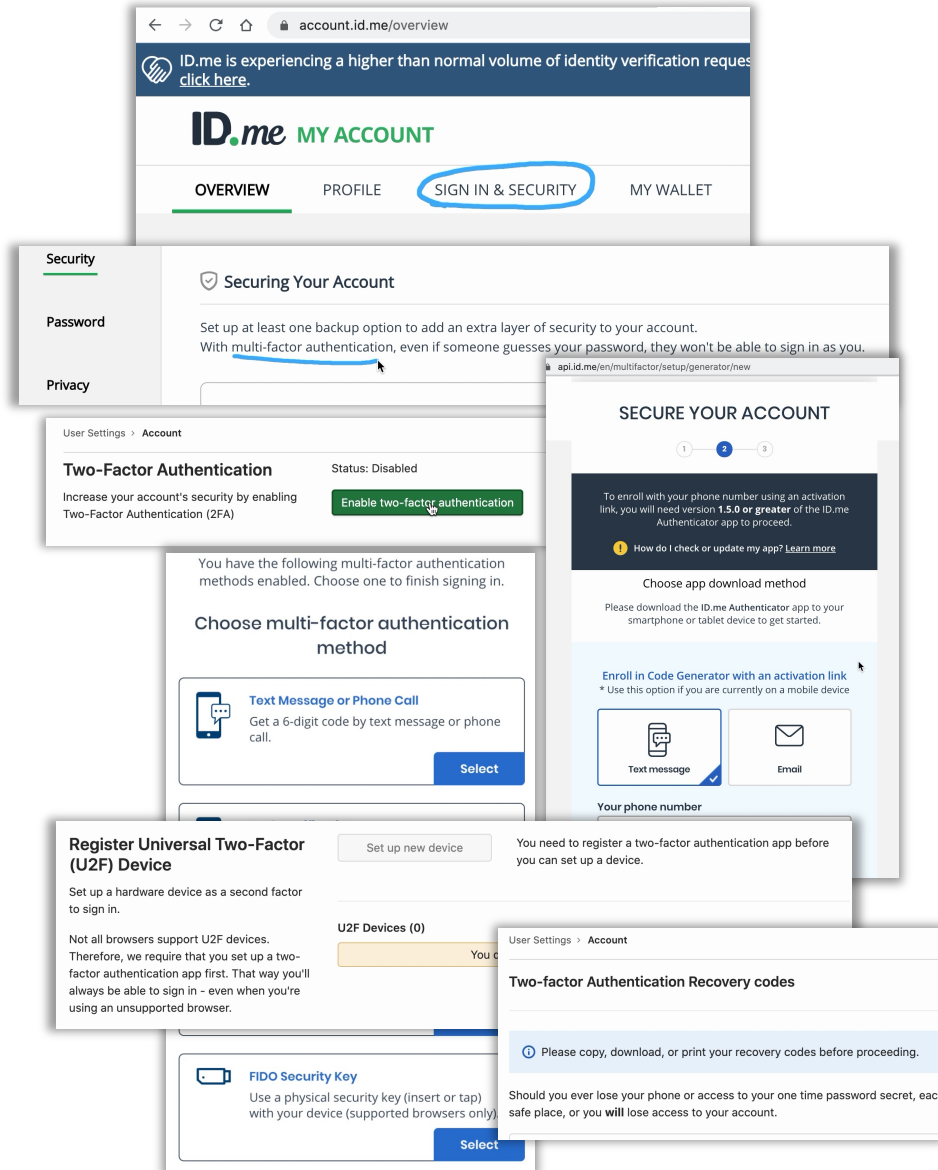 account.id.me/overview
ID.me is experiencing a higher than normal volume of identity verification reques
click here.
ID.me MY ACCOUNT
OVERVIEW PROFILE SIGN IN & SECURITY MY WALLET
Security
Password
Privacy
Securing Your Account
Set up at least one backup option to add an extra layer of security to your account.
With multi-factor authentication, even if someone guesses your password, they won't be able to sign in as you.
api.id.me/en/multifactor/setup/generator/new
SECURE YOUR ACCOUNT
1 2 3
To enroll with your phone number using an activation
link, you will need version 1.5.0 or greater of the ID.me
Authenticator app to proceed.
! How do I check or update my app? Learn more
Choose app download method
Please download the ID.me Authenticator app to your
smartphone or tablet device to get started.
Enroll in Code Generator with an activation link
* Use this option if you are currently on a mobile device
Text message Email
Your phone number
User Settings > Account
Two-Factor Authentication
Increase your account's security by enabling
Two-Factor Authentication (2FA)
Status: Disabled
Enable two-factor authentication
You have the following multi-factor authentication
methods enabled. Choose one to finish signing in.
Choose multi-factor authentication
method
Text Message or Phone Call
Get a 6-digit code by text message or phone
call.
Select
Register Universal Two-Factor
(U2F) Device
Set up a hardware device as a second factor
to sign in.
Not all browsers support U2F devices.
Therefore, we require that you set up a two-
factor authentication app first. That way you'll
always be able to sign in - even when you're
using an unsupported browser.
Set up new device
You need to register a two-factor authentication app before
you can set up a device.
U2F Devices (0)
You
User Settings > Account
Two-factor Authentication Recovery codes
Please copy, download, or print your recovery codes before proceeding.
Should you ever lose your phone or access to your one time password secret, eac
safe place, or you will lose access to your account.
FIDO Security Key
Use a physical security key (insert or tap)
with your device (supported browsers only)
Select